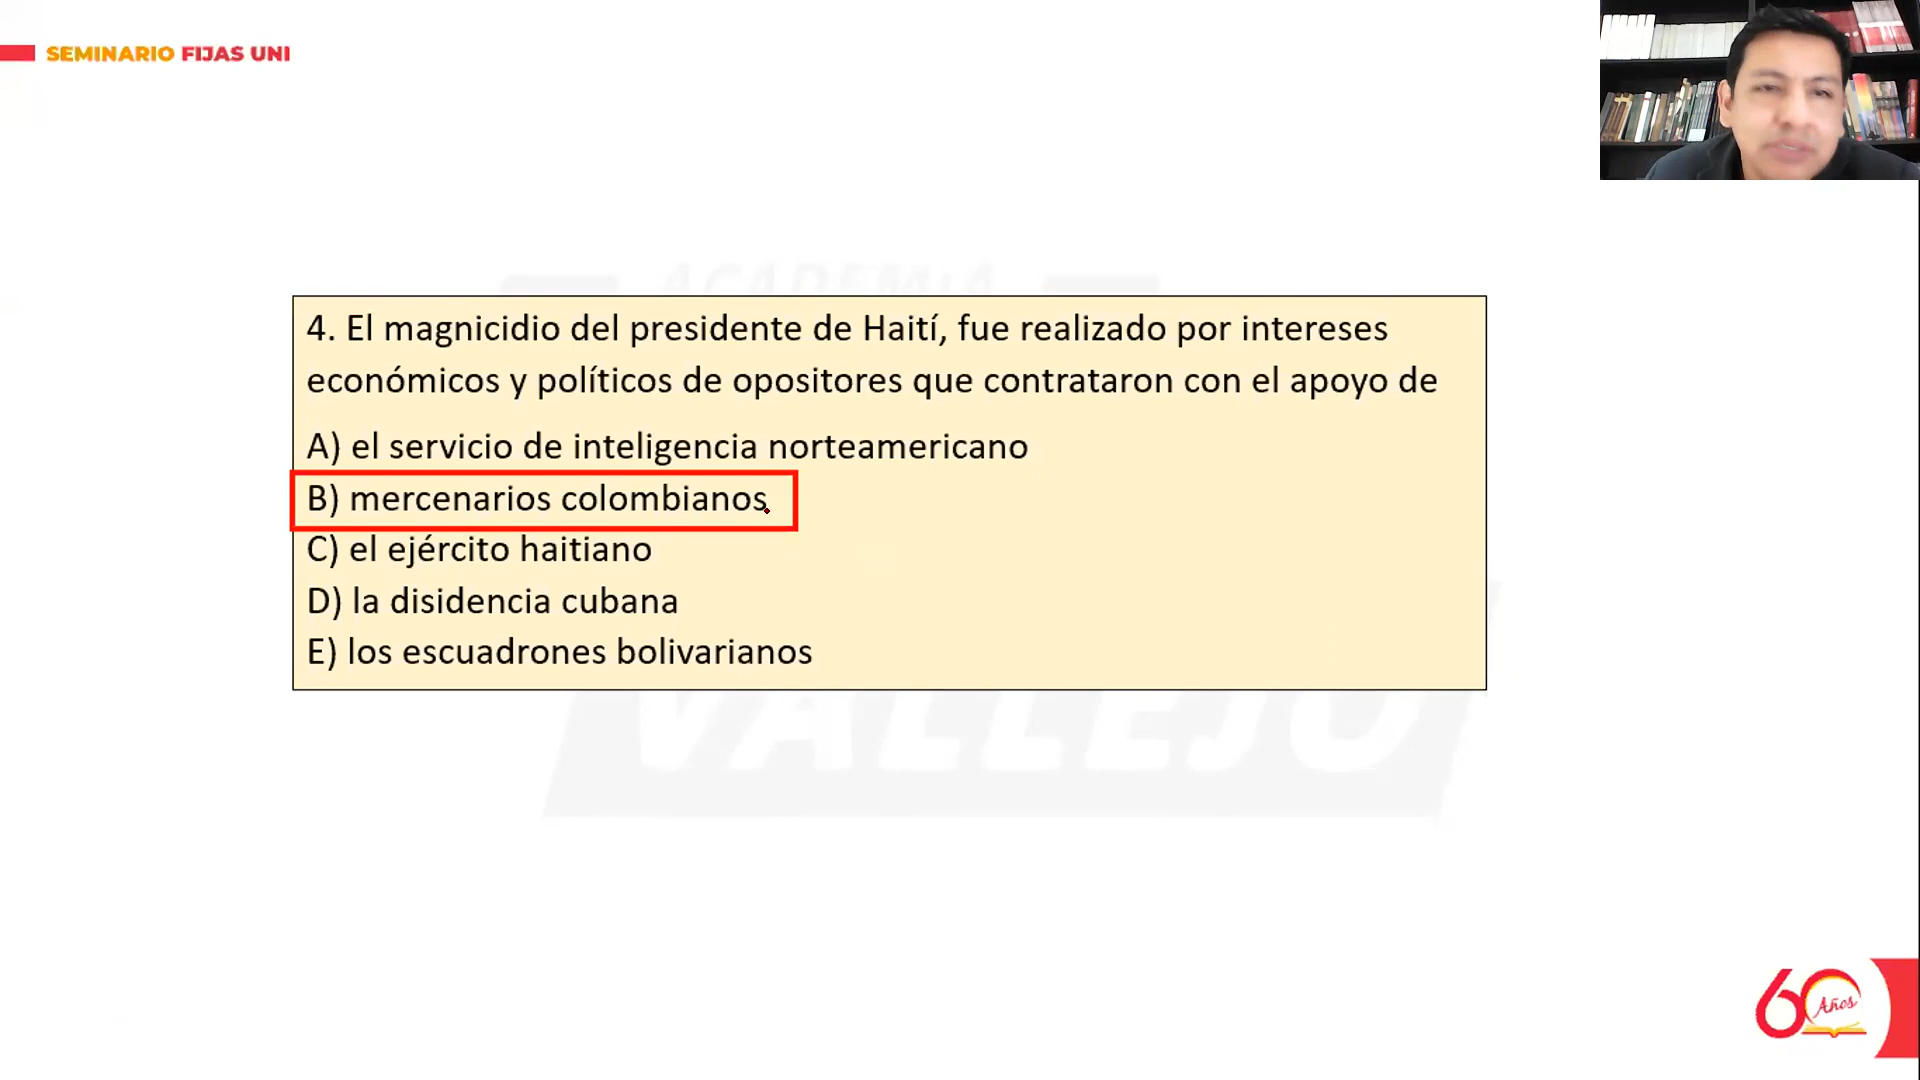 SEMINARIO FIJAS UNI
ACADEMIA
4. El magnicidio del presidente de Haití, fue realizado por intereses
económicos y políticos de opositores que contrataron con el apoyo de
A) el servicio de inteligencia norteamericano
B) mercenarios colombianos
C) el ejército haitiano
D) la disidencia cubana
E) los escuadrones bolivarianos
VALLEJO
60 Años